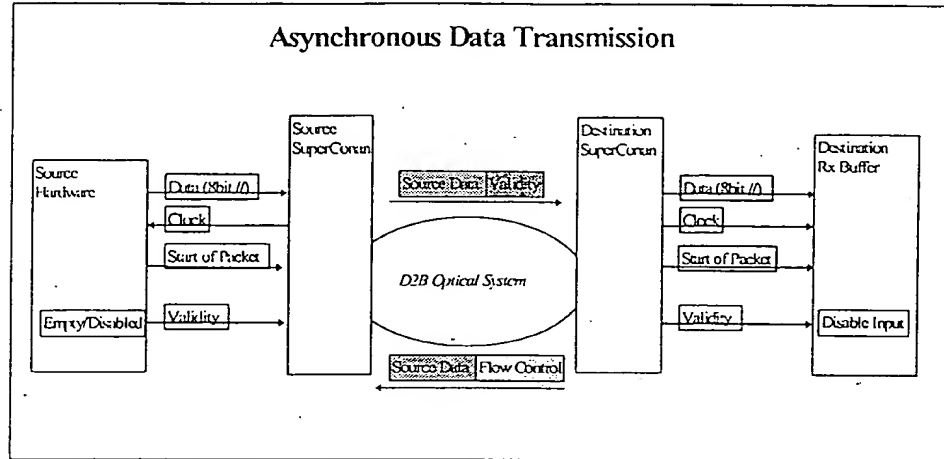 Asynchronous Data Transmission
Source
SuperConan
Destination
SuperConan
Source
Hardware
Destination
Rx Buffer
Data (8bit //)
Source Data
Validity
Data (8bit //)
Clock
Clock
Start of Packet
D2B Optical System
Start of Packet
Empty/Disabled
Validity
Validity
Disable Input
Source Data
Flow Control